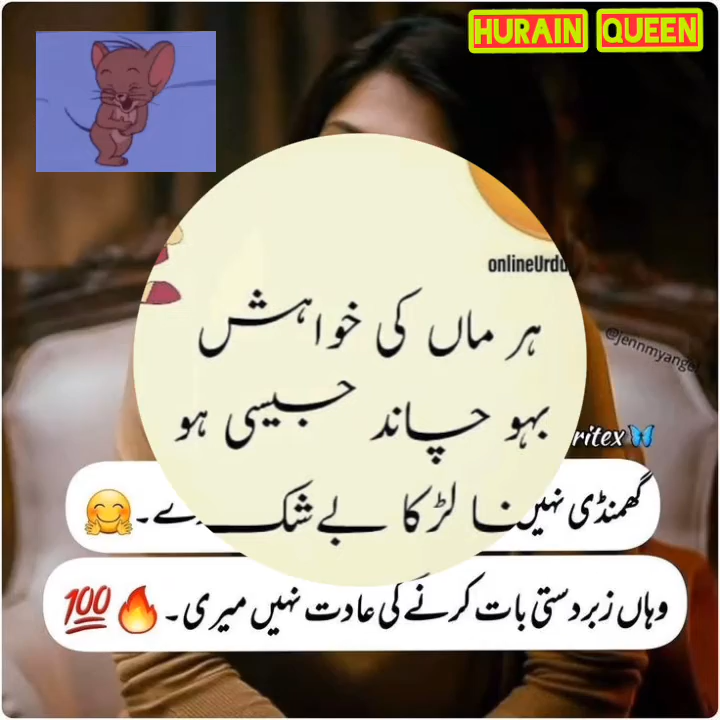 HURAIN QUEEN
onlineUrdu
ہر ماں کی خواہش
بہو چاند جیسی ہو
اپنا لڑکا بے شک
@jennmyangel
ritex
گھمنڈی نہیں
وہاں زبردستی بات کرنے کی عادت نہیں میری۔ 🔥 💯